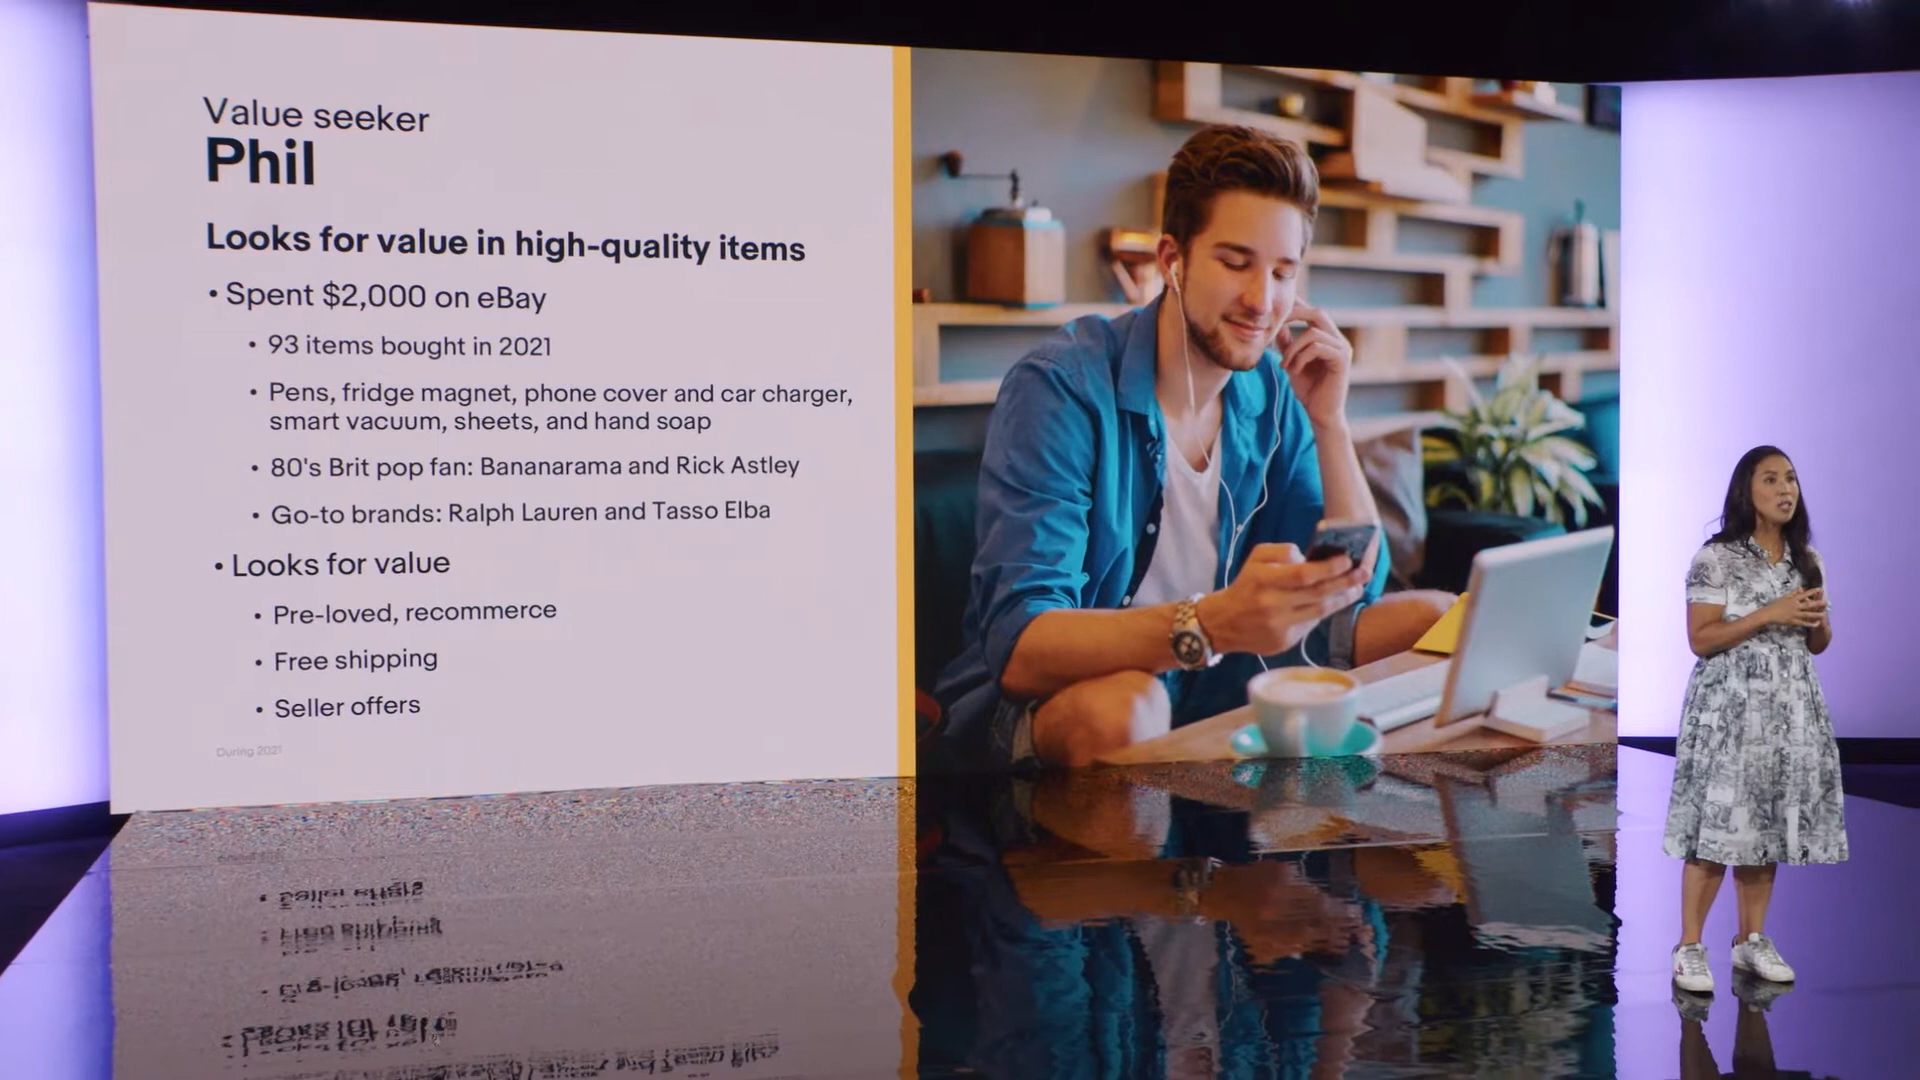 Value seeker
Phil
Looks for value in high-quality items
• Spent $2,000 on eBay
• 93 items bought in 2021
• Pens, fridge magnet, phone cover and car charger,
smart vacuum, sheets, and hand soap
• 80's Brit pop fan: Bananarama and Rick Astley
• Go-to brands: Ralph Lauren and Tasso Elba
• Looks for value
• Pre-loved, recommerce
• Free shipping
• Seller offers
During 2021